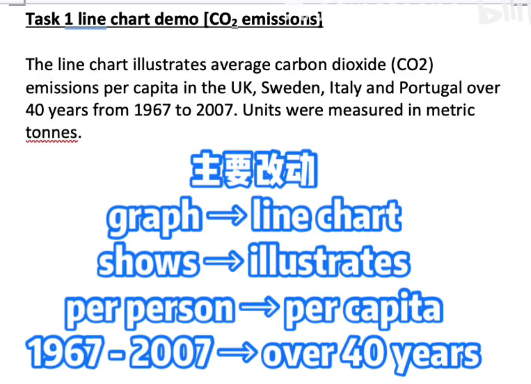 Task 1 line chart demo [CO₂ emissions]
The line chart illustrates average carbon dioxide (CO2)
emissions per capita in the UK, Sweden, Italy and Portugal over
40 years from 1967 to 2007. Units were measured in metric
tonnes.
主要改动
graph→line chart
shows→illustrates
per person→per capita
1967-2007→over 40 years